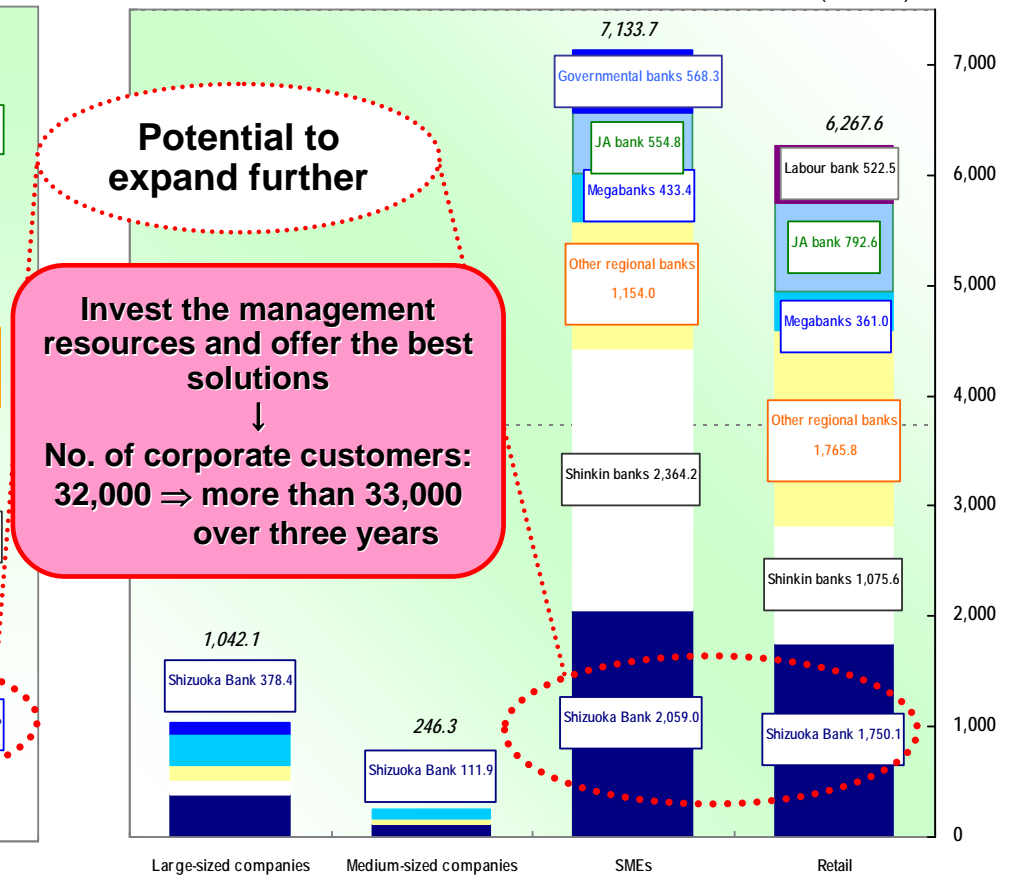 7,133.7
7,000
Governmental banks 568.3
Potential to
expand further
6,267.6
JA bank 554.8
Labour bank 522.5
6,000
Megabanks 433.4
JA bank 792.6
Other regional banks
1,154.0
5,000
Invest the management
resources and offer the best
solutions
↓
No. of corporate customers:
32,000 ⇒ more than 33,000
over three years
Megabanks 361.0
4,000
Other regional banks
1,765.8
Shinkin banks 2,364.2
3,000
Shinkin banks 1,075.6
2,000
1,042.1
Shizuoka Bank 378.4
246.3
Shizuoka Bank 111.9
Shizuoka Bank 2,059.0
Shizuoka Bank 1,750.1
1,000
0
Large-sized companies
Medium-sized companies
SMEs
Retail